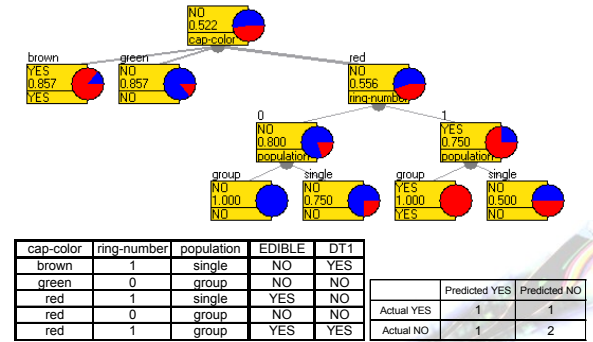 NO
0.522
cap-color
brown green red
YES NO NO
0.857 0.857 0.556
YES NO ring-number
0 1
NO YES
0.800 0.750
population population
group single group single
NO NO YES NO
1.000 0.750 1.000 0.500
NO NO YES NO
cap-color ring-number population EDIBLE DT1
brown 1 single NO YES
green 0 group NO NO
red 1 single YES NO
red 0 group NO NO
red 1 group YES YES
Predicted YES Predicted NO
Actual YES 1 1
Actual NO 1 2